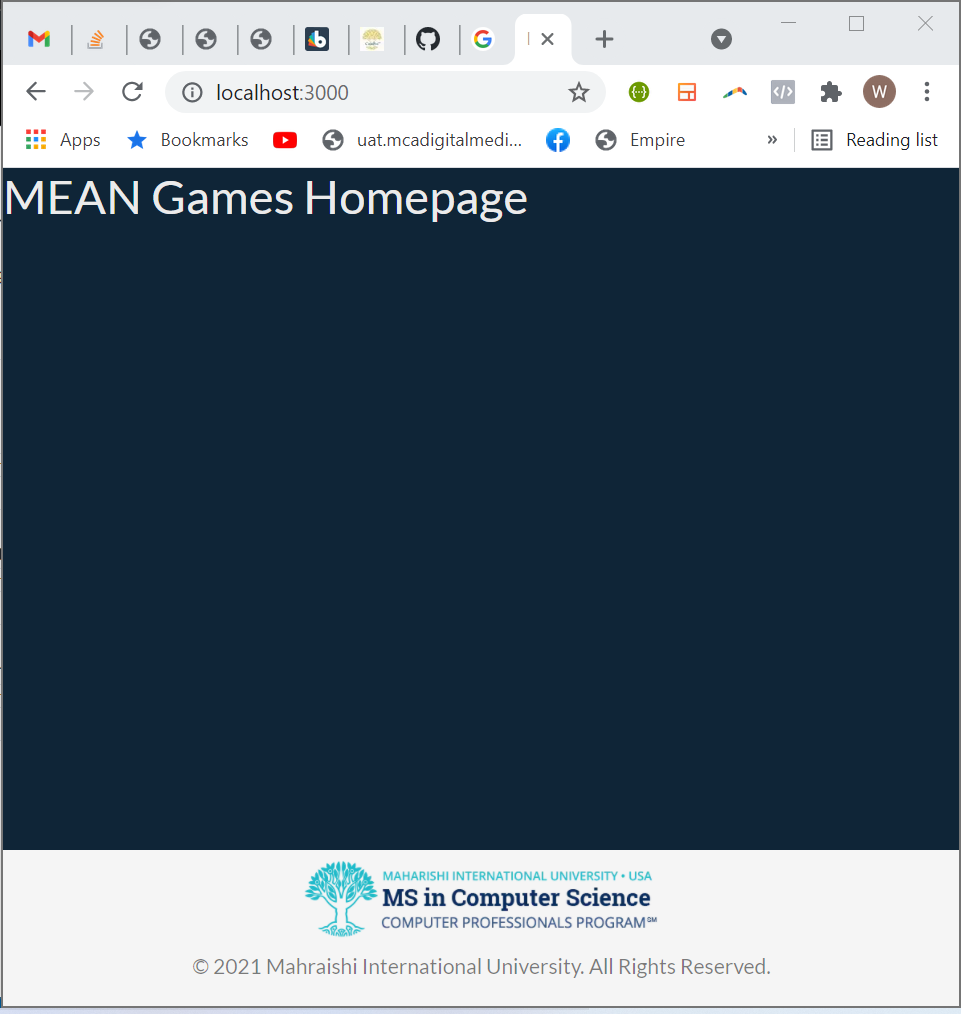 localhost:3000
W
Apps Bookmarks uat.mcadigitalmedi... Empire » Reading list
MEAN Games Homepage
MAHARISHI INTERNATIONAL UNIVERSITY • USA
MS in Computer Science
COMPUTER PROFESSIONALS PROGRAM℠
© 2021 Mahraishi International University. All Rights Reserved.